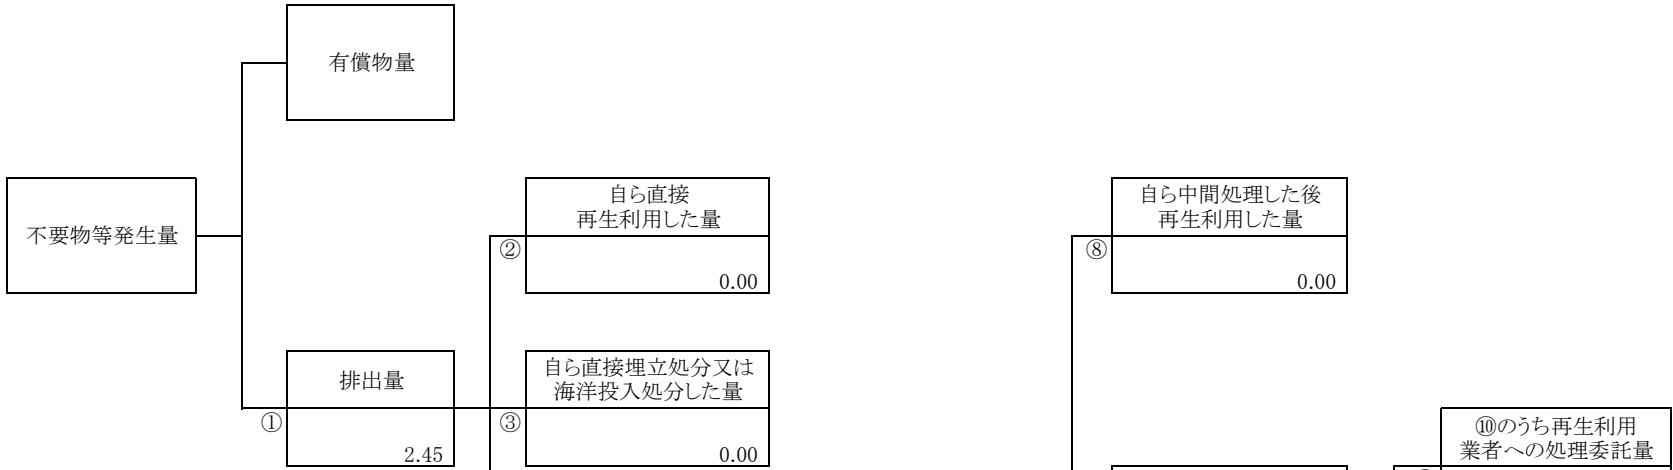 有償物量
不要物等発生量
自ら直接
再生利用した量
②
0.00
自ら中間処理した後
再生利用した量
⑧
0.00
排出量
①
2.45
自ら直接埋立処分又は
海洋投入処分した量
③
0.00
⑩のうち再生利用
業者への処理委託量